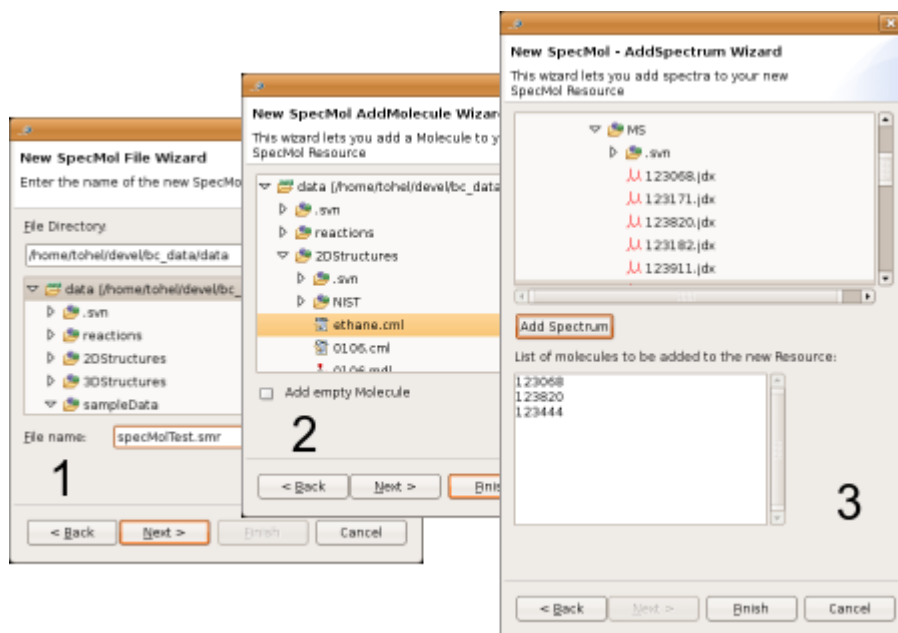 New SpecMol File Wizard
Enter the name of the new SpecMo
File Directory
/home/tohel/devel/bc_data/data
data [/home/tohel/devel/bc_
.svn
reactions
2DStructures
3DStructures
sampleData
File name: specMolTest.smr
1
< Back Next > Finish Cancel
New SpecMol AddMolecule Wizar
This wizard lets you add a Molecule to y
SpecMol Resource
data [/home/tohel/devel/bc_data
.svn
reactions
2DStructures
.svn
NIST
ethane.cml
0106.cml
0106.mdl
Add empty Molecule
2
< Back Next > Finis
New SpecMol - AddSpectrum Wizard
This wizard lets you add spectra to your new
SpecMol Resource
MS
.svn
123068.jdx
123171.jdx
123820.jdx
123182.jdx
123911.jdx
Add Spectrum
List of molecules to be added to the new Resource:
123068
123820
123444
3
< Back Next > Finish Cancel